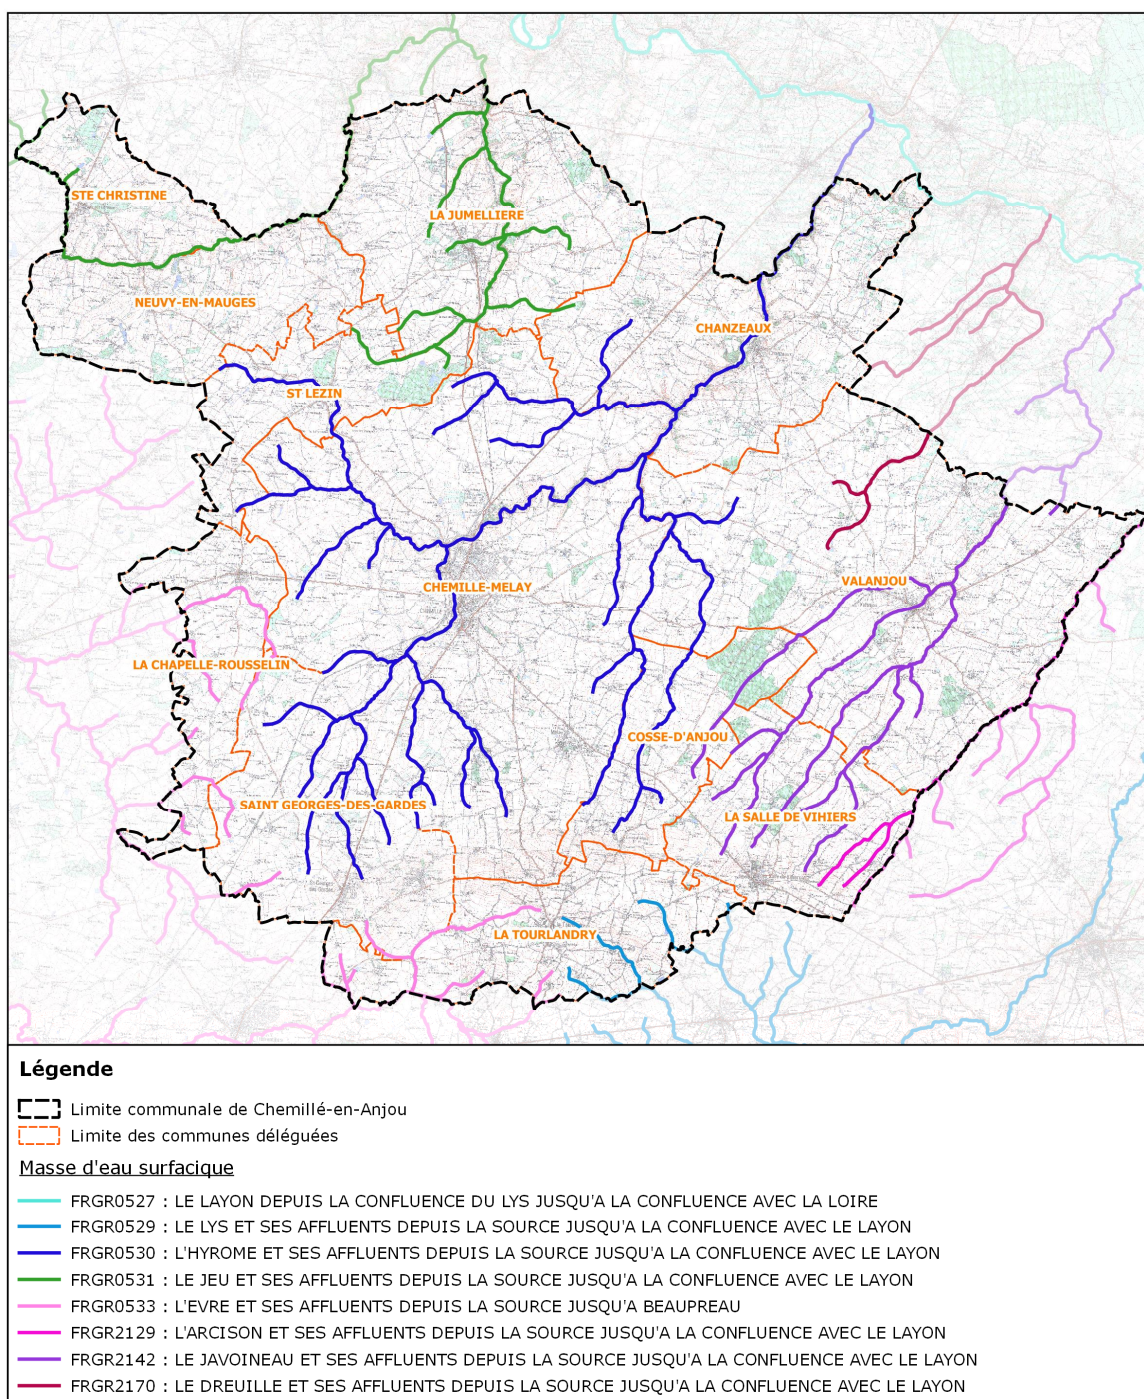 STE CHRISTINE
LA JUMELLIERE
NEUVY-EN-MAUGES
CHANZEAUX
ST LEZIN
CHEMILLE-MELAY
VALANJOU
LA CHAPELLE-ROUSSELIN
COSSE-D'ANJOU
SAINT GEORGES-DES-GARDES
LA SALLE DE VIHIERS
LA TOURLANDRY
Légende
Limite communale de Chemillé-en-Anjou
Limite des communes déléguées
Masse d'eau surfacique
FRGR0527 : LE LAYON DEPUIS LA CONFLUENCE DU LYS JUSQU'A LA CONFLUENCE AVEC LA LOIRE
FRGR0529 : LE LYS ET SES AFFLUENTS DEPUIS LA SOURCE JUSQU'A LA CONFLUENCE AVEC LE LAYON
FRGR0530 : L'HYROME ET SES AFFLUENTS DEPUIS LA SOURCE JUSQU'A LA CONFLUENCE AVEC LE LAYON
FRGR0531 : LE JEU ET SES AFFLUENTS DEPUIS LA SOURCE JUSQU'A LA CONFLUENCE AVEC LE LAYON
FRGR0533 : L'EVRE ET SES AFFLUENTS DEPUIS LA SOURCE JUSQU'A BEAUPREAU
FRGR2129 : L'ARCISON ET SES AFFLUENTS DEPUIS LA SOURCE JUSQU'A LA CONFLUENCE AVEC LE LAYON
FRGR2142 : LE JAVOINEAU ET SES AFFLUENTS DEPUIS LA SOURCE JUSQU'A LA CONFLUENCE AVEC LE LAYON
FRGR2170 : LE DREUILLE ET SES AFFLUENTS DEPUIS LA SOURCE JUSQU'A LA CONFLUENCE AVEC LE LAYON